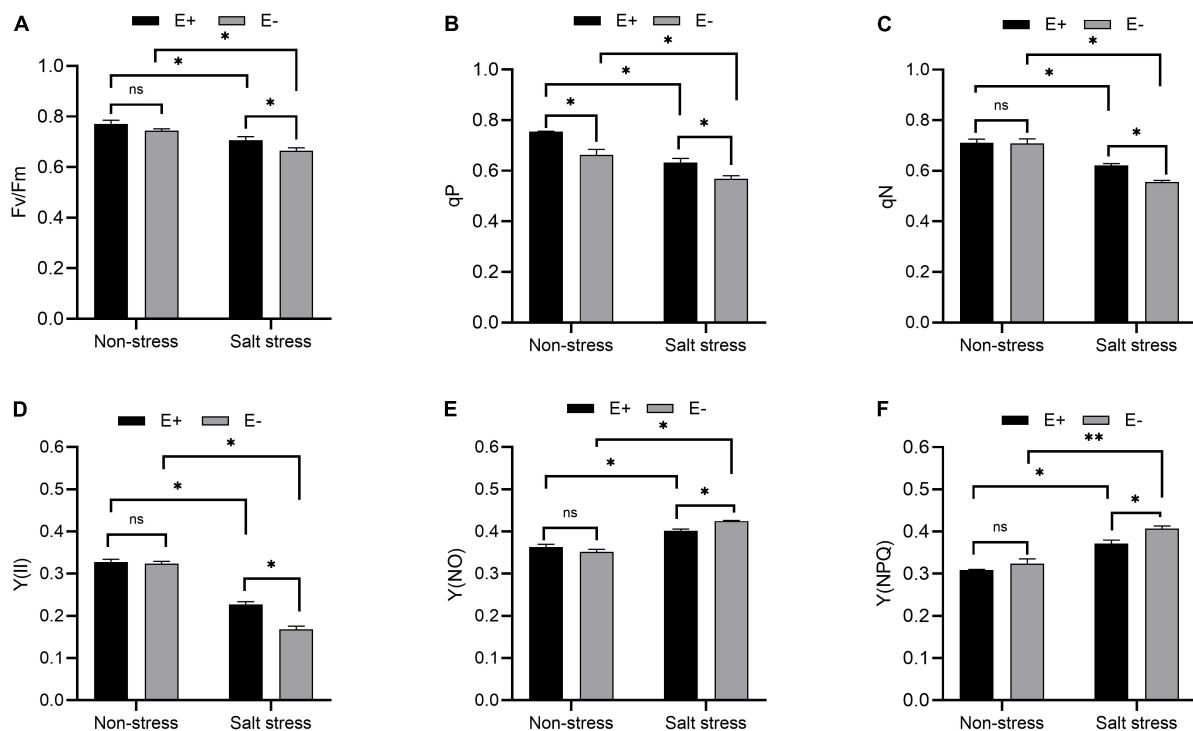 A
E+ E-
*
*
ns
*
Fv/Fm
1.0
0.8
0.6
0.4
0.2
0.0
Non-stress Salt stress
B
E+ E-
*
*
*
*
qP
1.0
0.8
0.6
0.4
0.2
0.0
Non-stress Salt stress
C
E+ E-
*
*
ns
*
qN
1.0
0.8
0.6
0.4
0.2
0.0
Non-stress Salt stress
D
E+ E-
*
*
ns
*
Y(II)
0.6
0.5
0.4
0.3
0.2
0.1
0.0
Non-stress Salt stress
E
E+ E-
*
*
ns
*
Y(NO)
0.6
0.5
0.4
0.3
0.2
0.1
0.0
Non-stress Salt stress
F
E+ E-
**
*
ns
*
Y(NPQ)
0.6
0.5
0.4
0.3
0.2
0.1
0.0
Non-stress Salt stress